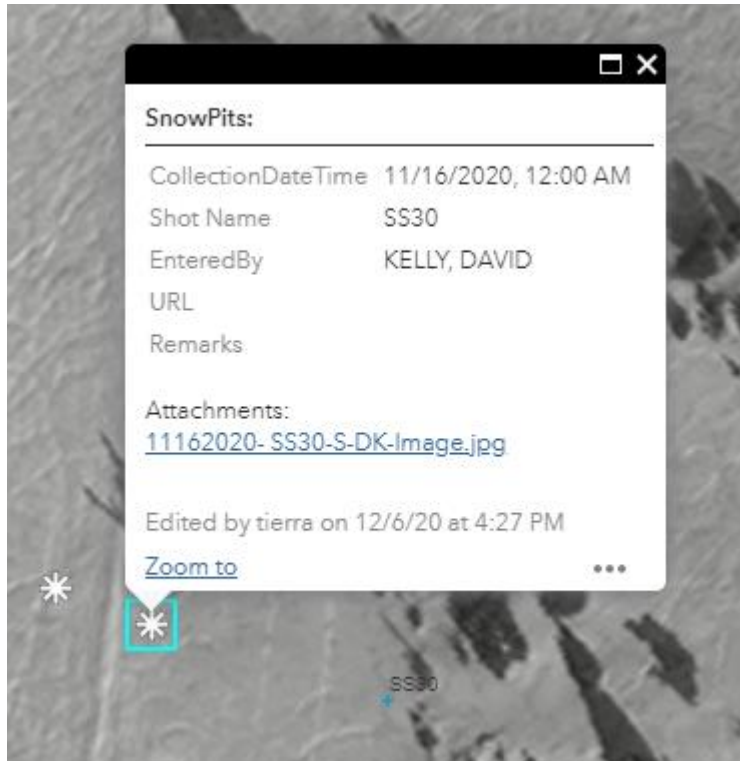 SnowPits:
CollectionDateTime 11/16/2020, 12:00 AM
Shot Name SS30
EnteredBy KELLY, DAVID
URL
Remarks
Attachments:
11162020- SS30-S-DK-Image.jpg
Edited by tierra on 12/6/20 at 4:27 PM
Zoom to
SS30